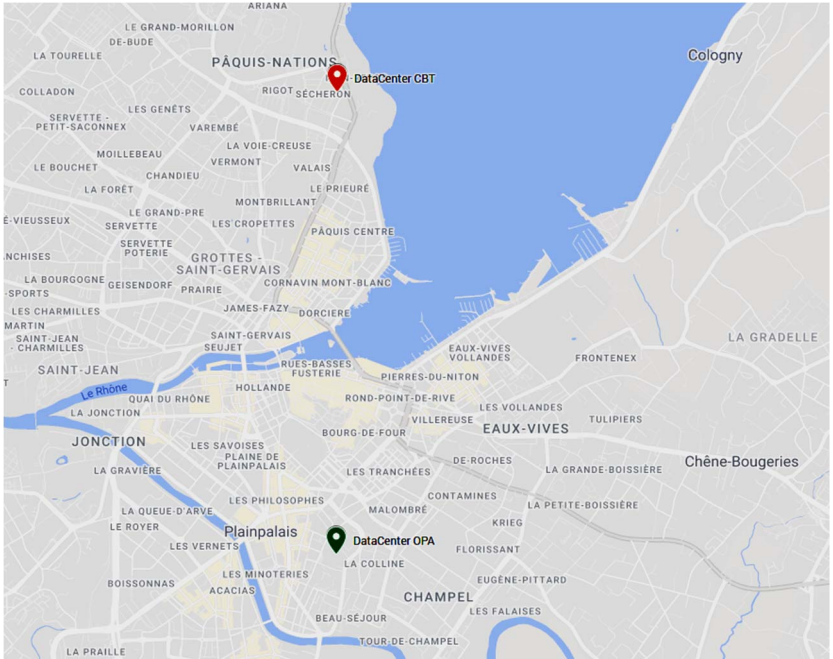 ARIANA
LE GRAND-MORILLON
DE-BUDE
LA TOURELLE
PÂQUIS-NATIONS
Cologny
DataCenter CBT
COLLADON
RIGOT
SÉCHERON
LES GENÊTS
SERVETTE -
PETIT-SACONNEX
VAREMBÉ
LA VOIE-CREUSE
MOILLEBEAU
VERMONT
LE BOUCHET
CHANDIEU
VALAIS
LA FORÊT
LE PRIEURÉ
MONTBRILLANT
LE GRAND-PRE
É-VIEUSSEUX
SERVETTE
LES CROPETTES
PÂQUIS CENTRE
SERVETTE
POTERIE
ANCHISES
GROTTES -
SAINT-GERVAIS
LA BOURGOGNE
-SPORTS
GEISENDORF
PRAIRIE
CORNAVIN MONT-BLANC
LES CHARMILLES
JAMES-FAZY
DORCIERE
MARTIN
SAINT-JEAN
- CHARMILLES
SAINT-GERVAIS
SEUJET
EAUX-VIVES
VOLLANDES
LA GRADELLE
FRONTENEX
SAINT-JEAN
RUES-BASSES
FUSTERIE
PIERRES-DU-NITON
T
Le Rhône
HOLLANDE
QUAI DU RHÔNE
ROND-POINT-DE-RIVE
LA JONCTION
LES VOLLANDES
VILLEREUSE
TULIPIERS
JONCTION
BOURG-DE-FOUR
EAUX-VIVES
LES SAVOISES
PLAINE DE
PLAINPALAIS
DE-ROCHES
Chêne-Bougeries
LA GRAVIÈRE
LES TRANCHÉES
LA GRANDE-BOISSIÈRE
LES PHILOSOPHES
CONTAMINES
LA QUEUE-D'ARVE
MALOMBRÉ
LA PETITE-BOISSIÈRE
LE ROYER
Plainpalais
KRIEG
DataCenter OPA
LES VERNETS
FLORISSANT
LA COLLINE
LES MINOTERIES
BOISSONNAS
EUGÈNE-PITTARD
ACACIAS
CHAMPEL
LES FALAISES
BEAU-SÉJOUR
TOUR-DE-CHAMPEL
LA PRAILLE